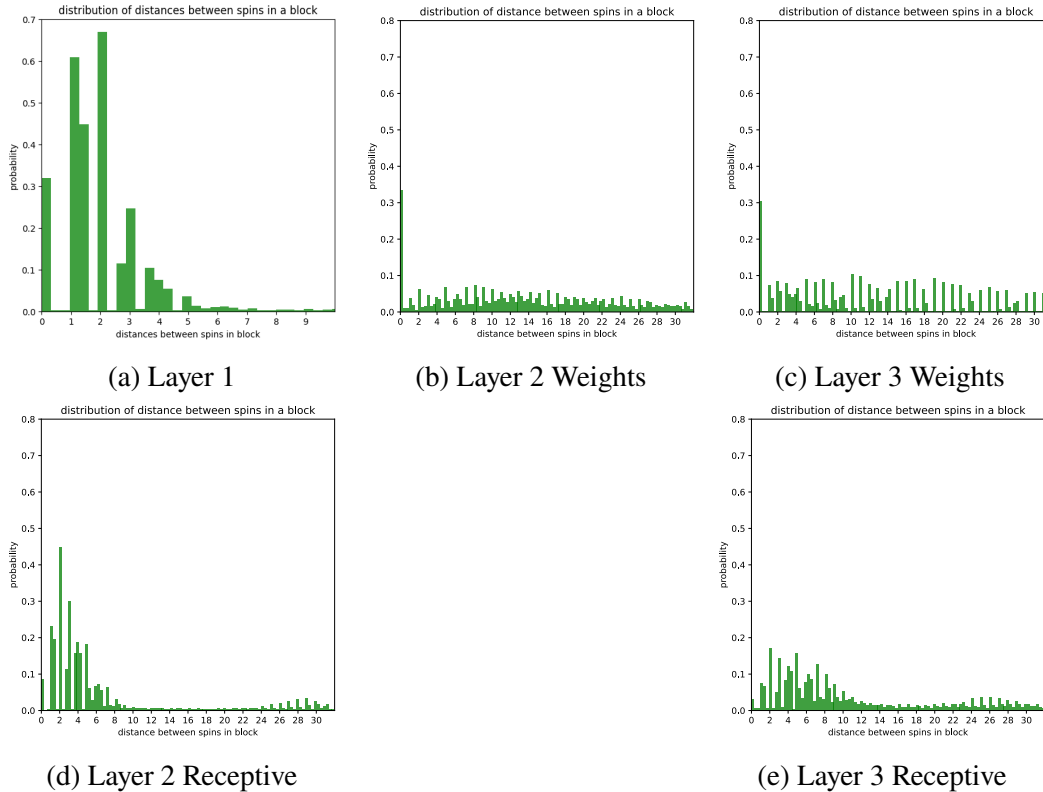 distribution of distances between spins in a block
0.7
0.6
0.5
0.4
0.3
0.2
0.1
0.0
probability
0 1 2 3 4 5 6 7 8 9
distances between spins in block
(a) Layer 1
distribution of distance between spins in a block
0.8
0.7
0.6
0.5
0.4
0.3
0.2
0.1
0.0
probability
0 2 4 6 8 10 12 14 16 18 20 22 24 26 28 30
distance between spins in block
(b) Layer 2 Weights
distribution of distance between spins in a block
0.8
0.7
0.6
0.5
0.4
0.3
0.2
0.1
0.0
probability
0 2 4 6 8 10 12 14 16 18 20 22 24 26 28 30
distance between spins in block
(c) Layer 3 Weights
distribution of distance between spins in a block
0.8
0.7
0.6
0.5
0.4
0.3
0.2
0.1
0.0
probability
0 2 4 6 8 10 12 14 16 18 20 22 24 26 28 30
distance between spins in block
(d) Layer 2 Receptive
distribution of distance between spins in a block
0.8
0.7
0.6
0.5
0.4
0.3
0.2
0.1
0.0
probability
0 2 4 6 8 10 12 14 16 18 20 22 24 26 28 30
distance between spins in block
(e) Layer 3 Receptive